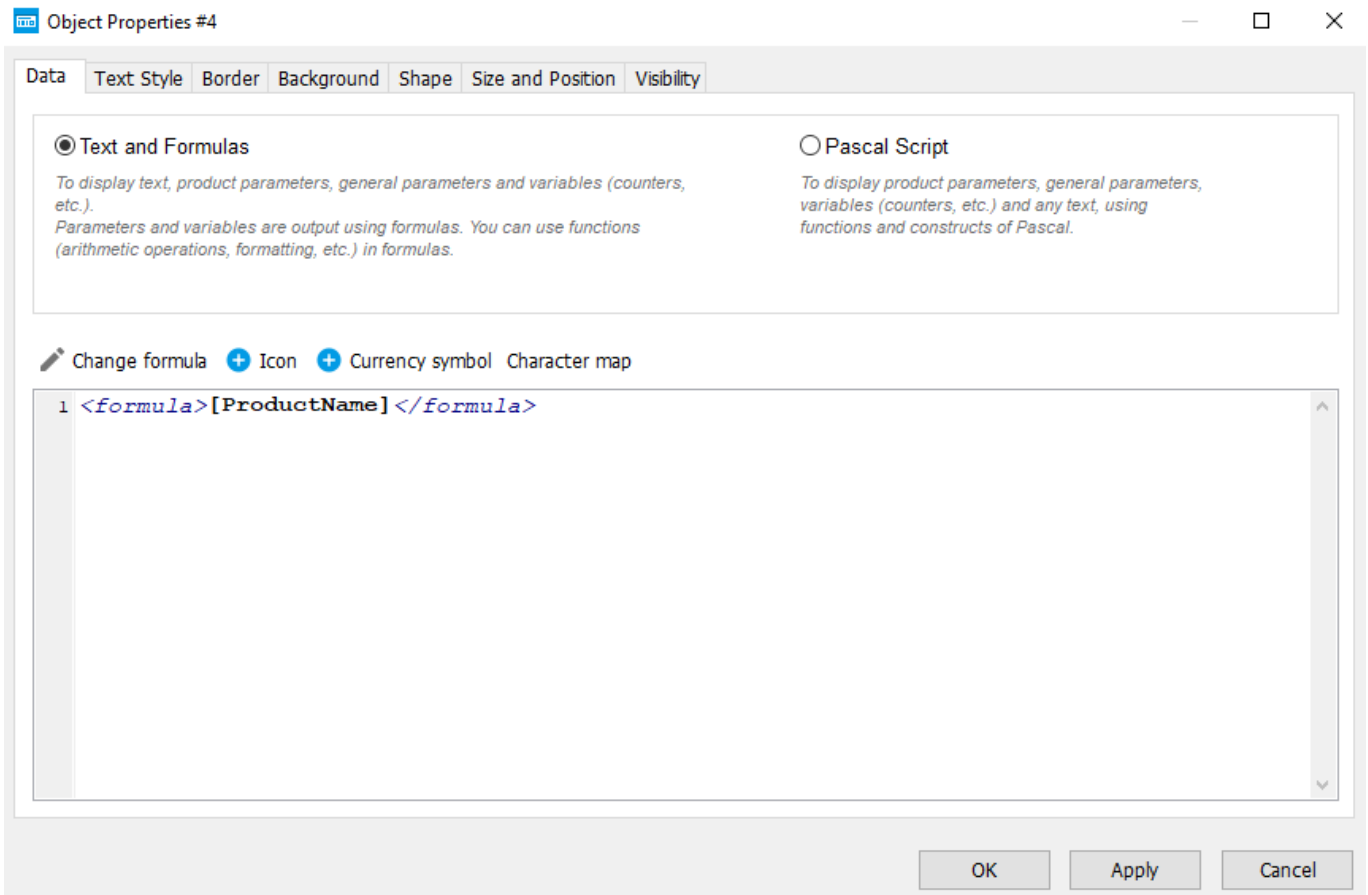 Object Properties #4
Data Text Style Border Background Shape Size and Position Visibility
Text and Formulas
To display text, product parameters, general parameters and variables (counters,
etc.).
Parameters and variables are output using formulas. You can use functions
(arithmetic operations, formatting, etc.) in formulas.
Pascal Script
To display product parameters, general parameters,
variables (counters, etc.) and any text, using
functions and constructs of Pascal.
Change formula Icon Currency symbol Character map
1 <formula>[ProductName]</formula>
OK Apply Cancel